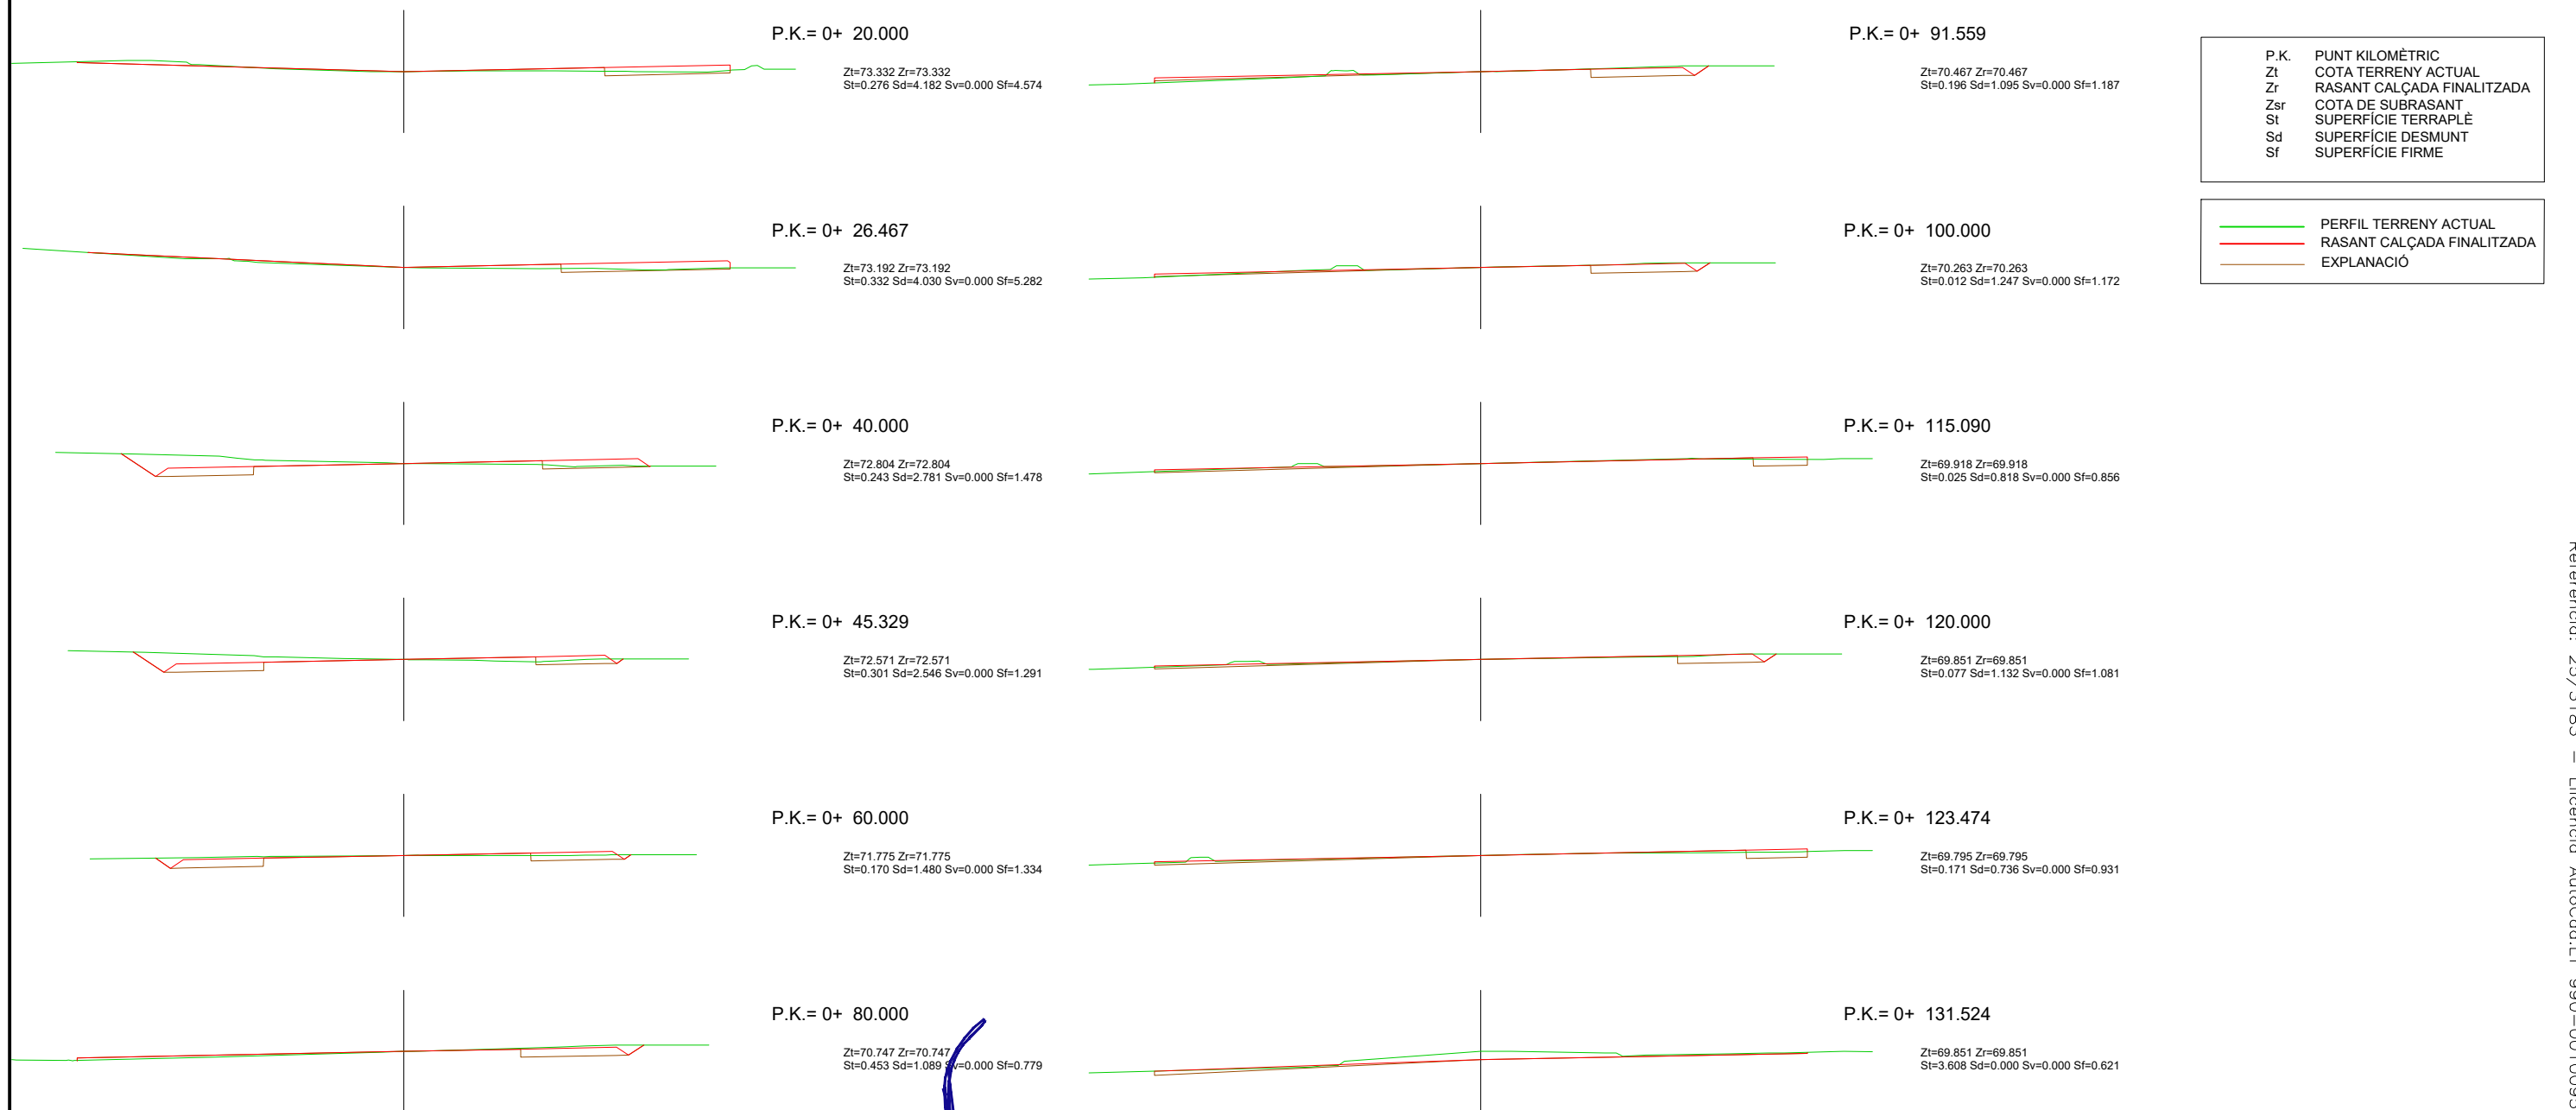 P.K.= 0+ 20.000
Zt=73.332 Zr=73.332
St=0.276 Sd=4.182 Sv=0.000 Sf=4.574
P.K.= 0+ 26.467
Zt=73.192 Zr=73.192
St=0.332 Sd=4.030 Sv=0.000 Sf=5.282
P.K.= 0+ 40.000
Zt=72.804 Zr=72.804
St=0.243 Sd=2.781 Sv=0.000 Sf=1.478
P.K.= 0+ 45.329
Zt=72.571 Zr=72.571
St=0.301 Sd=2.546 Sv=0.000 Sf=1.291
P.K.= 0+ 60.000
Zt=71.775 Zr=71.775
St=0.170 Sd=1.480 Sv=0.000 Sf=1.334
P.K.= 0+ 80.000
Zt=70.747 Zr=70.747
St=0.453 Sd=1.089 Sv=0.000 Sf=0.779
P.K.= 0+ 91.559
Zt=70.467 Zr=70.467
St=0.196 Sd=1.095 Sv=0.000 Sf=1.187
P.K.= 0+ 100.000
Zt=70.263 Zr=70.263
St=0.012 Sd=1.247 Sv=0.000 Sf=1.172
P.K.= 0+ 115.090
Zt=69.918 Zr=69.918
St=0.025 Sd=0.818 Sv=0.000 Sf=0.856
P.K.= 0+ 120.000
Zt=69.851 Zr=69.851
St=0.077 Sd=1.132 Sv=0.000 Sf=1.081
P.K.= 0+ 123.474
Zt=69.795 Zr=69.795
St=0.171 Sd=0.736 Sv=0.000 Sf=0.931
P.K.= 0+ 131.524
Zt=69.851 Zr=69.851
St=3.608 Sd=0.000 Sv=0.000 Sf=0.621
P.K. PUNT KILOMÈTRIC
Zt COTA TERRENY ACTUAL
Zr RASANT CALÇADA FINALITZADA
Zsr COTA DE SUBRASANT
St SUPERFÍCIE TERRAPLÈ
Sd SUPERFÍCIE DESMUNT
Sf SUPERFÍCIE FIRME
PERFIL TERRENY ACTUAL
RASANT CALÇADA FINALITZADA
EXPLANACIÓ